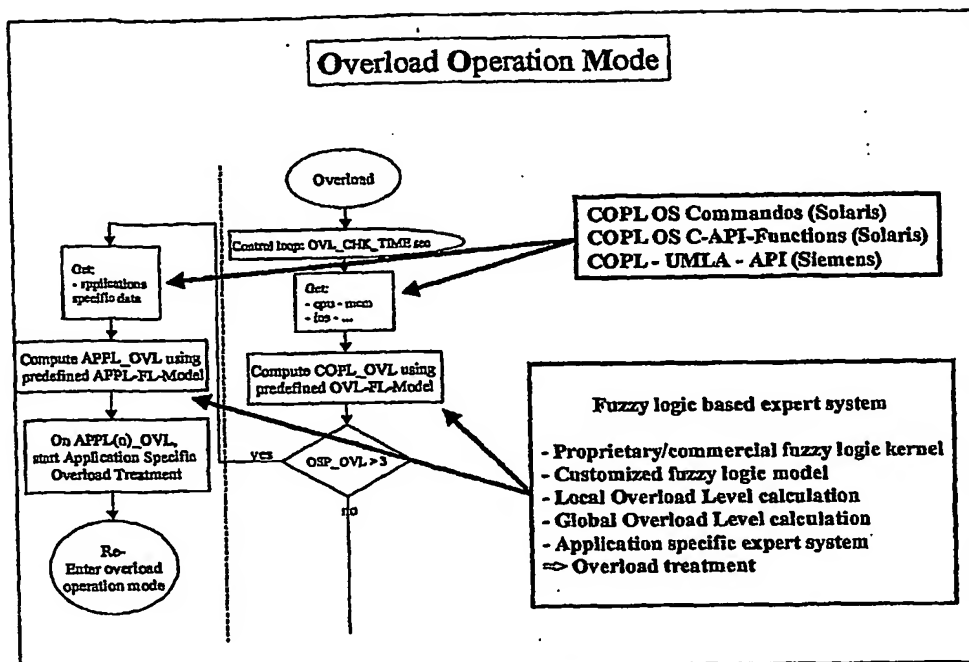 Overload Operation Mode
Overload
Control loop: OVL_CHK_TIME sec
Get:
- cpu - mem
- ios - ...
Compute COPL_OVL using
predefined OVL-FL-Model
OSP_OVL > 3
yes
no
Get:
- applications
specific data
Compute APPL_OVL using
predefined APPL-FL-Model
On APPL(n)_OVL,
start Application Specific
Overload Treatment
Re-
Enter overload
operation mode
COPL OS Commandos (Solaris)
COPL OS C-API-Functions (Solaris)
COPL - UMLA - API (Siemens)
Fuzzy logic based expert system
- Proprietary/commercial fuzzy logic kernel
- Customized fuzzy logic model
- Local Overload Level calculation
- Global Overload Level calculation
- Application specific expert system
=> Overload treatment